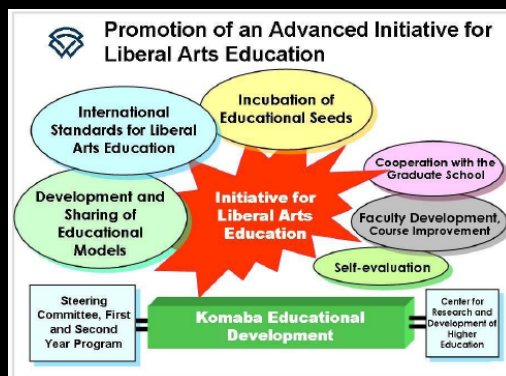 Promotion of an Advanced Initiative for
Liberal Arts Education
Incubation of
Educational Seeds
International
Standards for Liberal
Arts Education
Cooperation with the
Graduate School
Initiative for
Liberal Arts
Education
Development and
Sharing of
Educational
Models
Faculty Development,
Course Improvement
Self-evaluation
Steering
Committee, First
and Second
Year Program
Komaba Educational
Development
Center for
Research and
Development of
Higher
Education